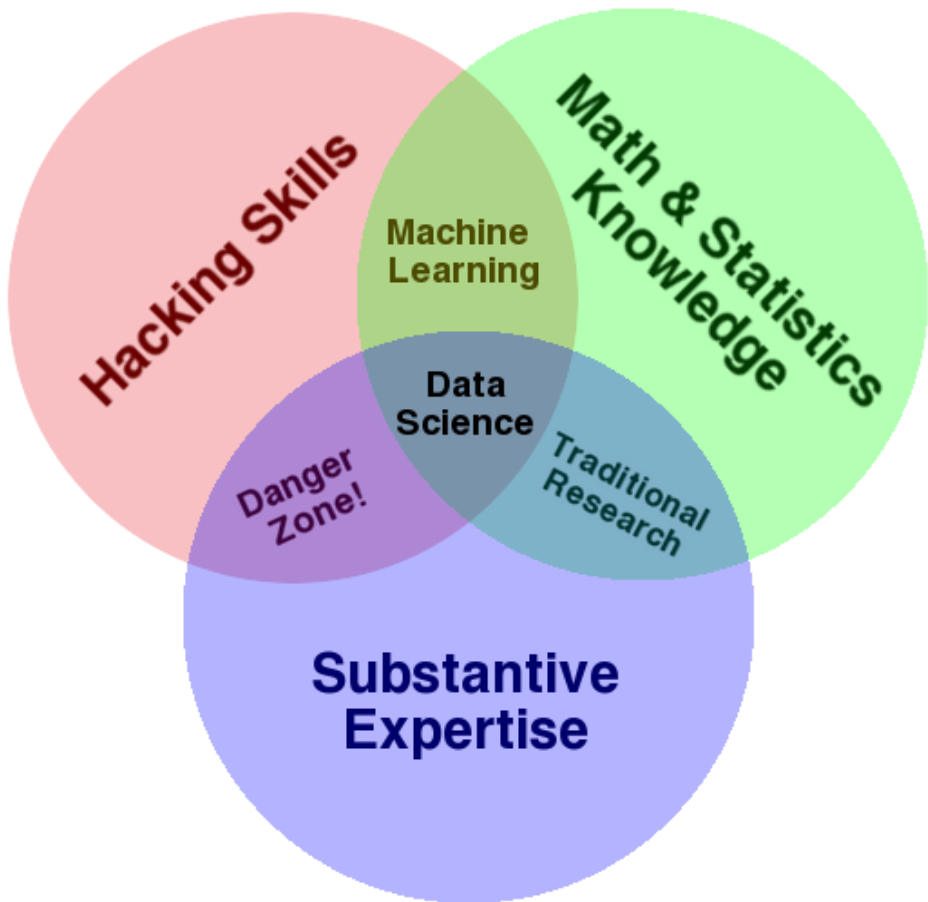 Hacking Skills
Math & Statistics
Knowledge
Machine
Learning
Data
Science
Danger
Zone!
Traditional
Research
Substantive
Expertise